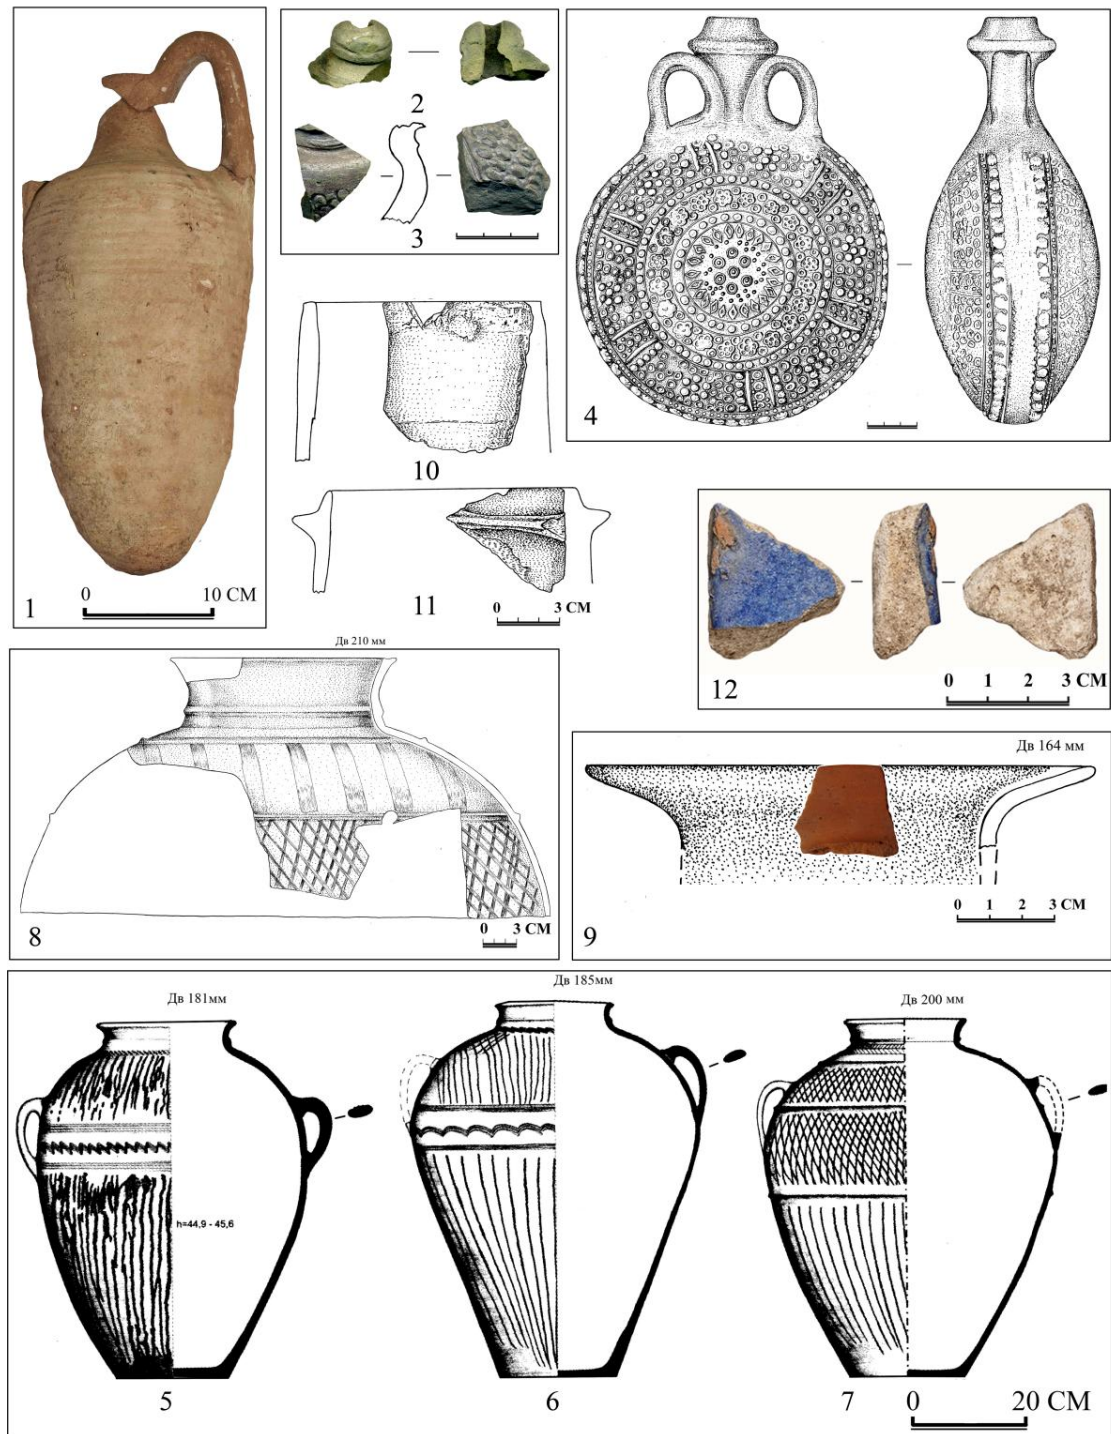 1
0 10 СМ
2
3
4
10
11
0 3 СМ
12
0 1 2 3 СМ
Дв 210 мм
8
0 3 СМ
Дв 164 мм
9
0 1 2 3 СМ
Дв 181мм
h=44,9 - 45,6
5
Дв 185мм
6
Дв 200 мм
7
0 20 СМ